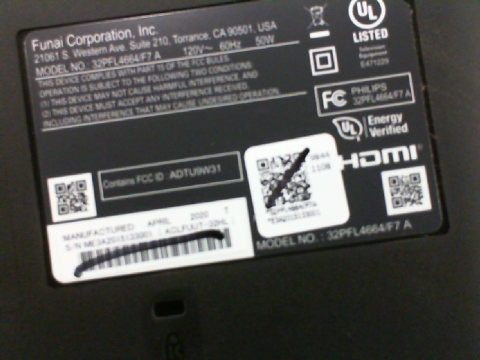 Funai Corporation, Inc.
21061 S. Western Ave. Suite 210, Torrance, CA 90501, USA
MODEL NO : 32PFL4664/F7 A 120V~ 60Hz 50W
THIS DEVICE COMPLIES WITH PART 15 OF THE FCC RULES.
OPERATION IS SUBJECT TO THE FOLLOWING TWO CONDITIONS:
(1) THIS DEVICE MAY NOT CAUSE HARMFUL INTERFERENCE, AND
(2) THIS DEVICE MUST ACCEPT ANY INTERFERENCE RECEIVED,
INCLUDING INTERFERENCE THAT MAY CAUSE UNDESIRED OPERATION.
UL
LISTED
Television
Equipment
E471029
FC
PHILIPS
32PFL4664/F7 A
UL
Energy
Verified
HDMI
Contains FCC ID : ADTU9W31
1108
MANUFACTURED APRIL 2020 T
S/N
MODEL NO. : 32PFL4664/F7 A